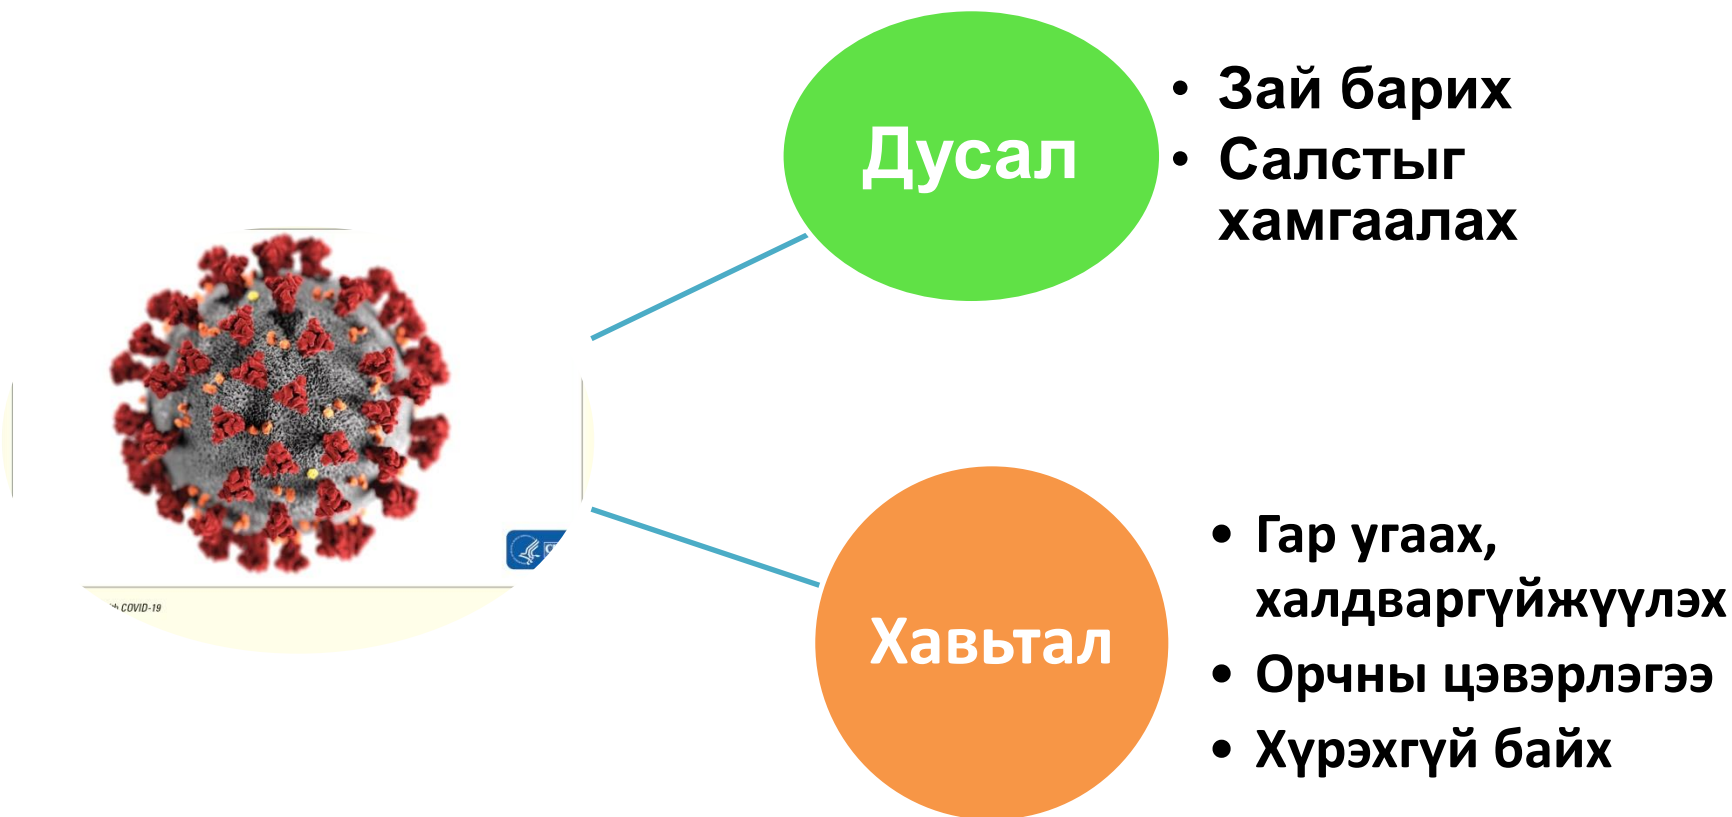 Дусал
• Зай барих
• Салстыг
хамгаалах
COVID-19
Хавьтал
• Гар угаах,
халдваргүйжүүлэх
• Орчны цэвэрлэгээ
• Хүрэхгүй байх